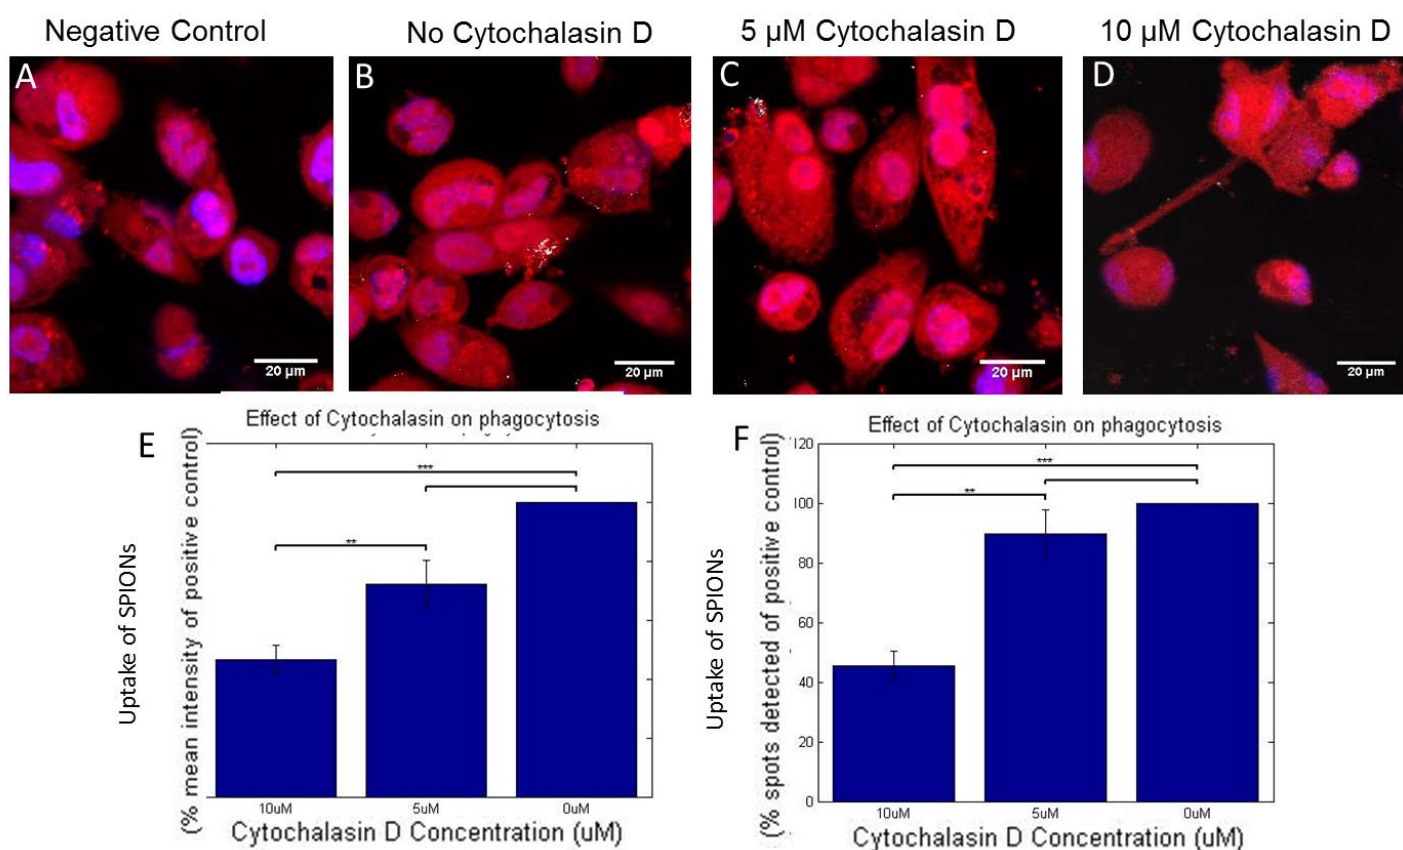 Negative Control
No Cytochalasin D
5 µM Cytochalasin D
10 µM Cytochalasin D
A
B
C
D
20 µm
20 µm
20 µm
20 µm
E
Effect of Cytochalasin on phagocytosis
Uptake of SPIONs
(% mean intensity of positive control)
***
**
10uM
5uM
0uM
Cytochalasin D Concentration (uM)
F
Effect of Cytochalasin on phagocytosis
Uptake of SPIONs
(% spots detected of positive control)
120
100
80
60
40
20
0
***
**
10uM
5uM
0uM
Cytochalasin D Concentration (uM)